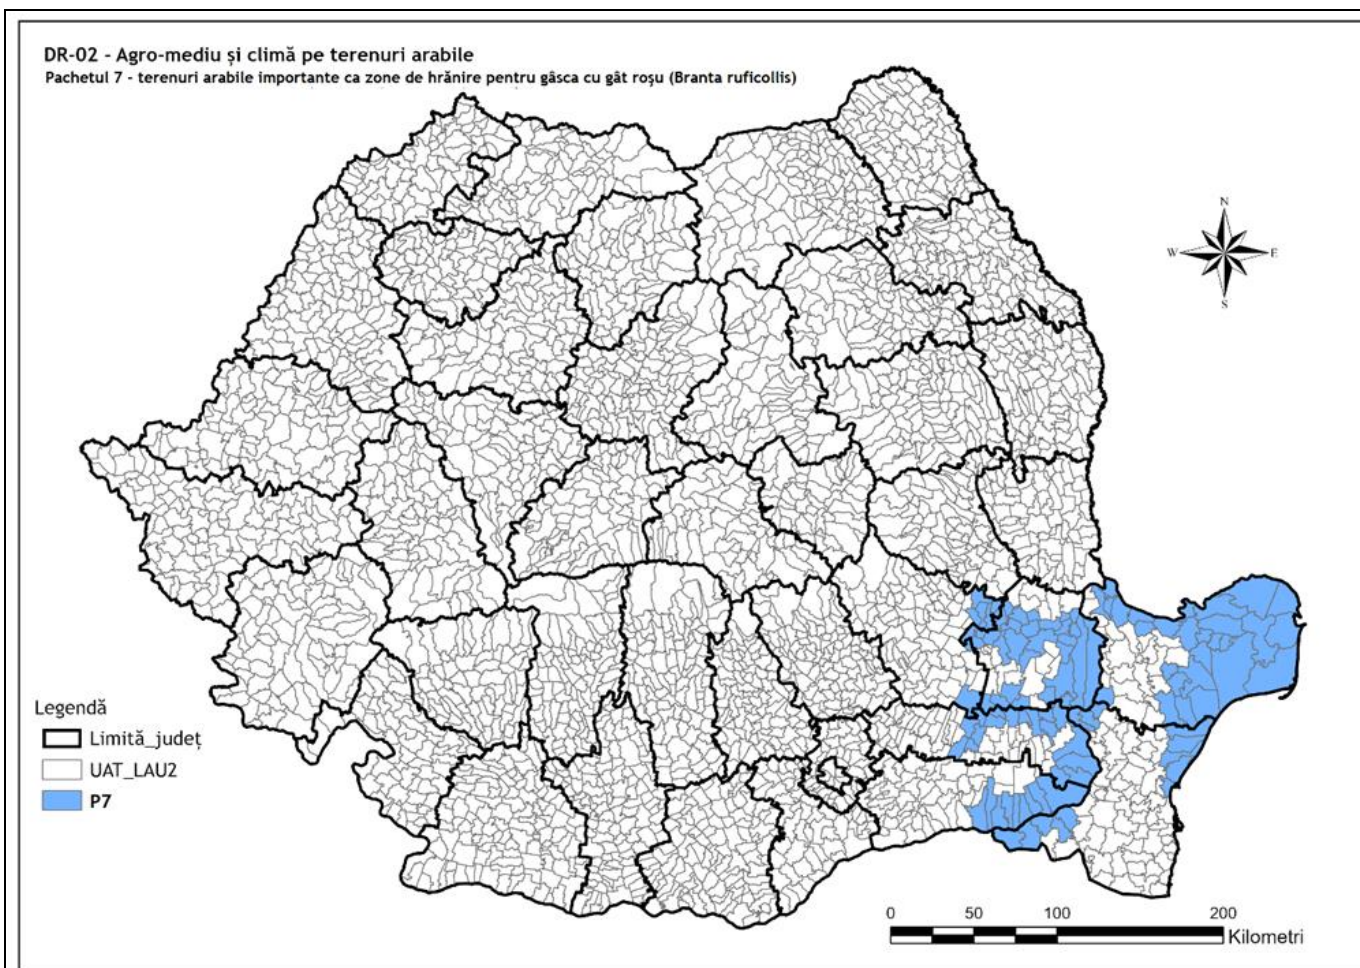 DR-02 - Agro-mediu și climă pe terenuri arabile
Pachetul 7 - terenuri arabile importante ca zone de hrănire pentru gâsca cu gât roșu (Branta ruficollis)
N
W E
S
Legendă
Limită_județ
UAT_LAU2
P7
0 50 100 200
Kilometri